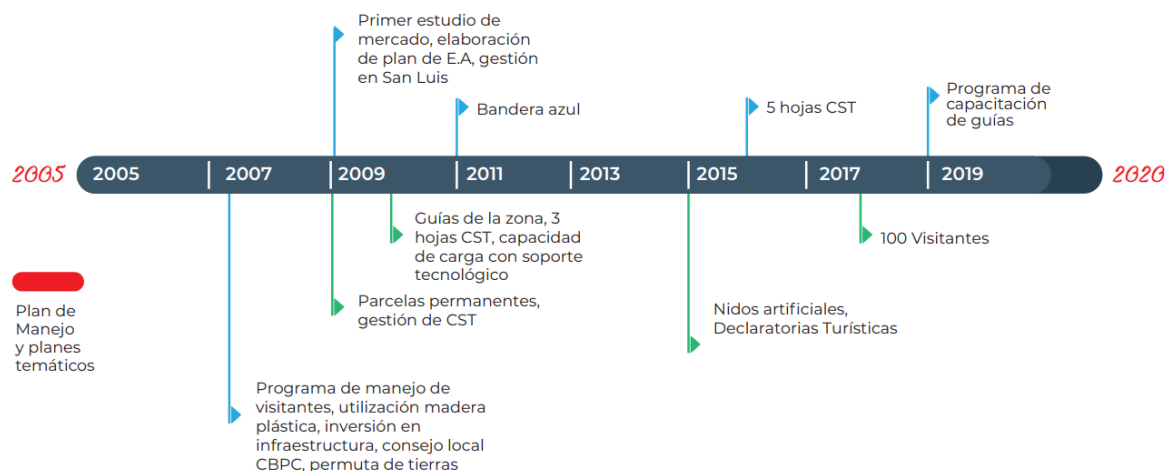 Primer estudio de
mercado, elaboración
de plan de E.A, gestión
en San Luis
Bandera azul
5 hojas CST
Programa de
capacitación
de guías
2005
2005
2007
2009
2011
2013
2015
2017
2019
2020
Guías de la zona, 3
hojas CST, capacidad
de carga con soporte
tecnológico
100 Visitantes
Parcelas permanentes,
gestión de CST
Nidos artificiales,
Declaratorias Turísticas
Plan de
Manejo
y planes
temáticos
Programa de manejo de
visitantes, utilización madera
plástica, inversión en
infraestructura, consejo local
CBPC, permuta de tierras